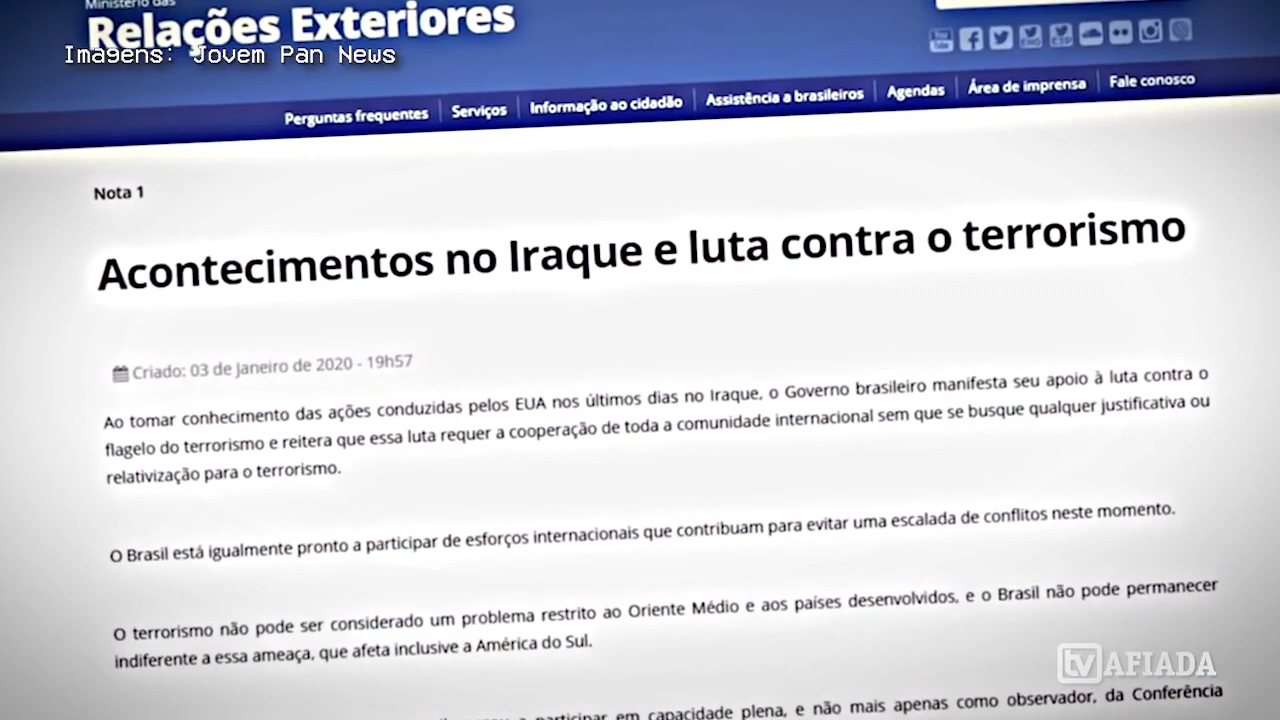 Ministério das
Relações Exteriores
Imagens: Jovem Pan News
Perguntas frequentes Serviços Informação ao cidadão Assistência a brasileiros Agendas Área de imprensa Fale conosco
Nota 1
Acontecimentos no Iraque e luta contra o terrorismo
Criado: 03 de Janeiro de 2020 - 19h57
Ao tomar conhecimento das ações conduzidas pelos EUA nos últimos dias no Iraque, o Governo brasileiro manifesta seu apoio à luta contra o
flagelo do terrorismo e reitera que essa luta requer a cooperação de toda a comunidade internacional sem que se busque qualquer justificativa ou
relativização para o terrorismo.
O Brasil está igualmente pronto a participar de esforços internacionais que contribuam para evitar uma escalada de conflitos neste momento.
O terrorismo não pode ser considerado um problema restrito ao Oriente Médio e aos países desenvolvidos, e o Brasil não pode permanecer
indiferente a essa ameaça, que afeta inclusive a América do Sul.
tv AFIADA
a participar em capacidade plena, e não mais apenas como observador, da Conferência